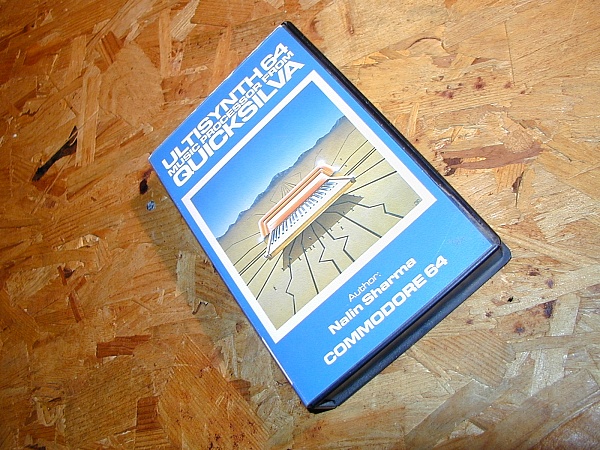 ULTISYNTH 64
MUSIC PROCESSOR FROM
QUICKSILVA
Author:
Nalin Sharma
COMMODORE 64